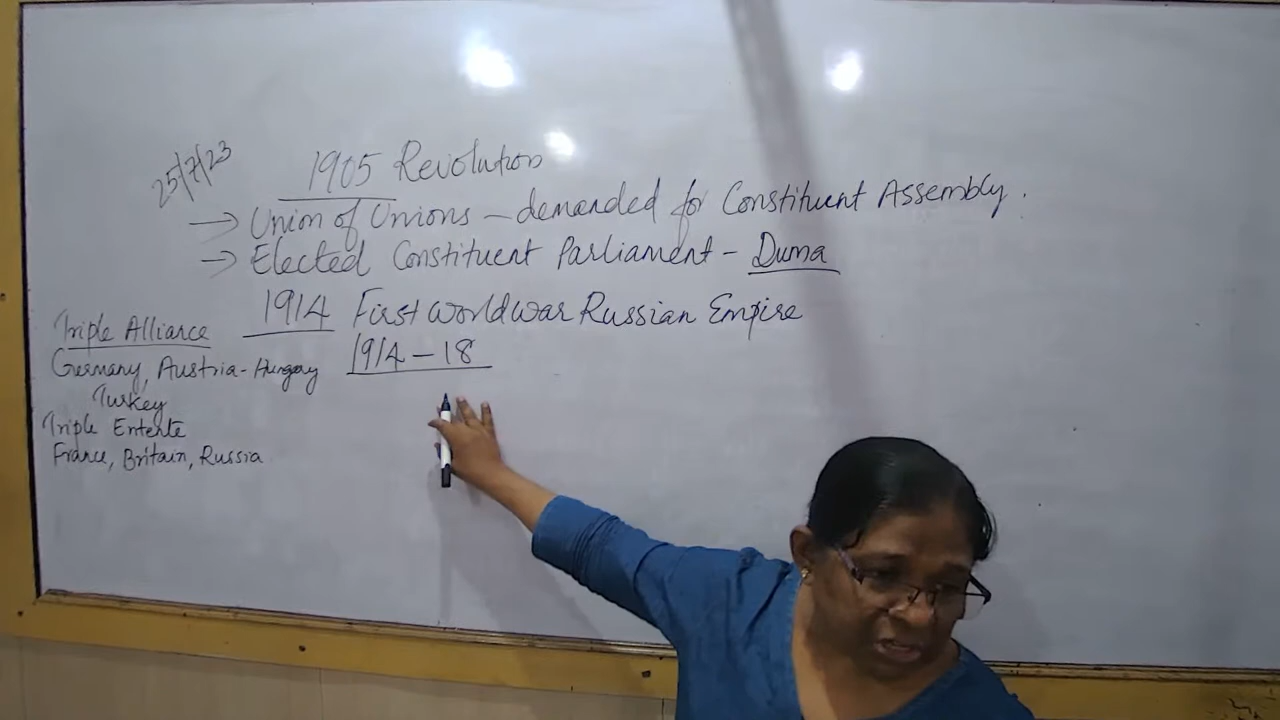 25/7/23
1905 Revolution
→ Union of Unions – demanded for Constituent Assembly.
→ Elected Constituent Parliament – Duma
1914 First World War Russian Empire
1914 – 18
Triple Alliance
Germany, Austria-Hungary
Turkey
Triple Entente
France, Britain, Russia